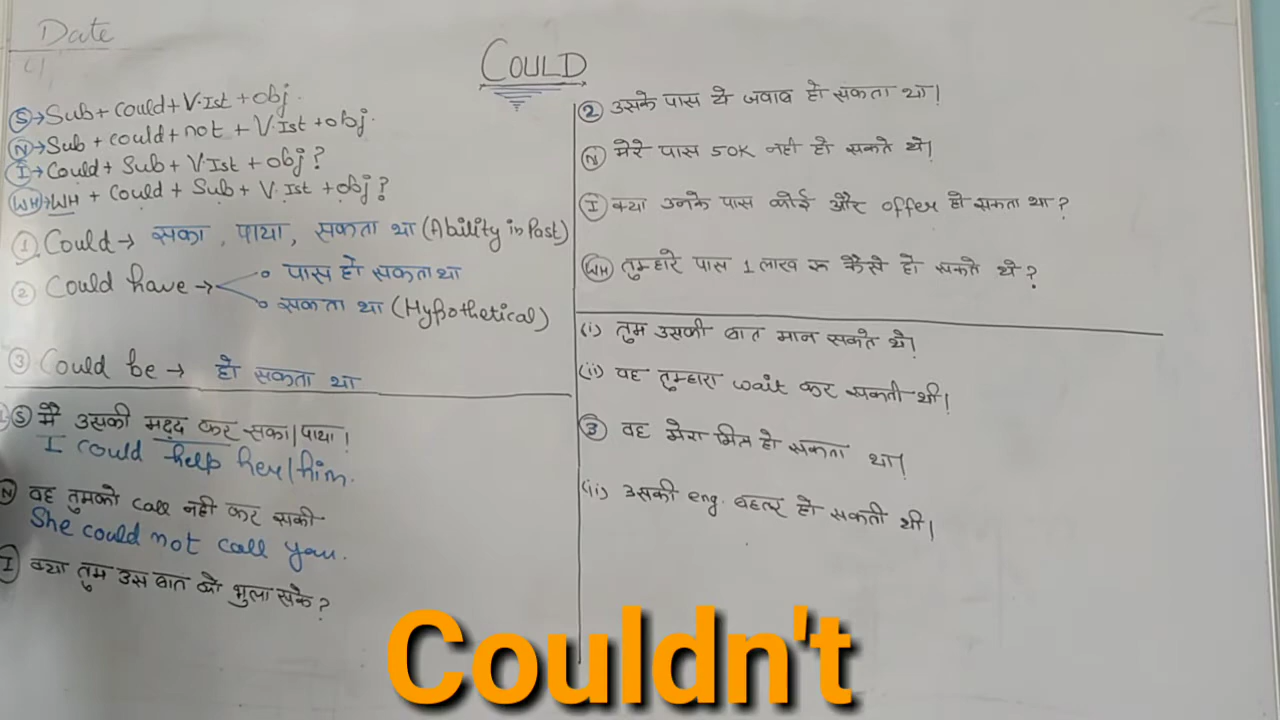 Date
COULD
Ⓢ→Sub+could+V.Ist+obj.
Ⓝ→Sub+could+not+V.Ist+obj.
Ⓘ→Could+Sub+V.Ist+obj?
ⓌⒽ→WH+Could+Sub+V.Ist+obj?
① Could→ सका, पाया, सकता था (Ability in Past)
② Could have→
∘ पास हो सकता था
∘ सकता था (Hypothetical)
③ Could be→ हो सकता था
Ⓢ मै उसकी मदद कर सका/पाया।
I could help her/him.
Ⓝ वह तुमको call नही कर सकी
She could not call you.
Ⓘ क्या तुम उस बात को भुला सके?
② उसके पास ये जवाब हो सकता था।
Ⓝ मेरे पास 50K नही हो सकते थे।
Ⓘ क्या उनके पास कोई और offer हो सकता था?
ⓌⒽ तुम्हारे पास 1 लाख रू कैसे हो सकते थे?
(i) तुम उसकी बात मान सकते थे।
(ii) वह तुम्हारा wait कर सकती थी।
③ वह मेरा मित्र हो सकता था।
(ii) उसकी eng. बहतर हो सकती थी।
Couldn't